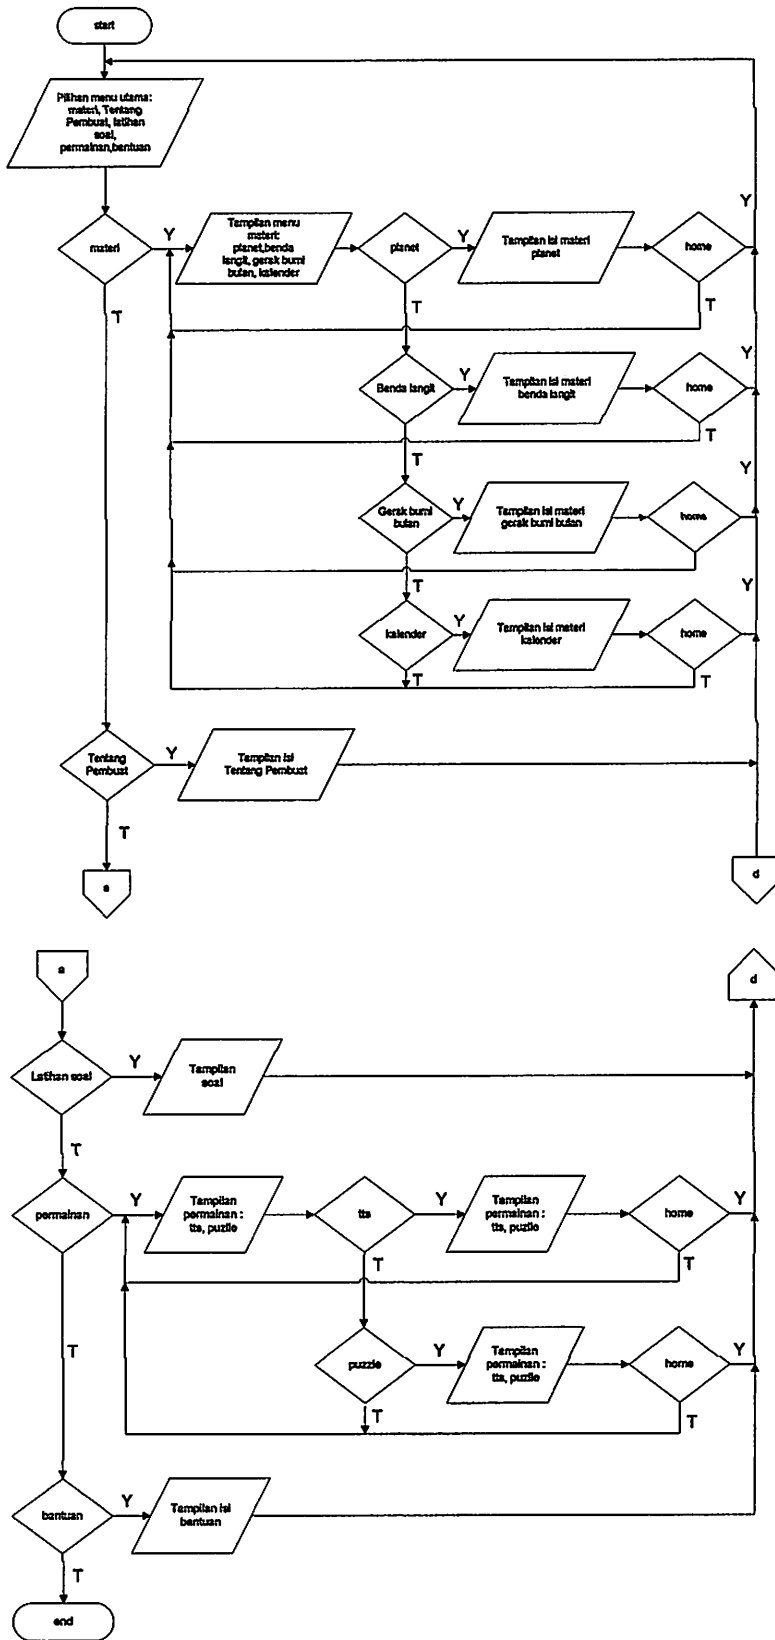 start
Pilihan menu utama:
materi, Tentang
Pembuat, latihan
soal,
permainan,bantuan
materi
Y
Tampilan menu
materi:
planet,benda
langit, gerak bumi
bulan, kalender
planet
Y
Tampilan isi materi
planet
home
Y
T
T
T
Benda langit
Y
Tampilan isi materi
benda langit
home
Y
T
T
Gerak bumi
bulan
Y
Tampilan isi materi
gerak bumi bulan
home
Y
T
T
kalender
Y
Tampilan isi materi
kalender
home
Y
T
T
Tentang
Pembuat
Y
Tampilan isi
Tentang Pembuat
T
a
d
a
d
Latihan soal
Y
Tampilan
soal
T
permainan
Y
Tampilan
permainan :
tts, puzzle
tts
Y
Tampilan
permainan :
tts, puzzle
home
Y
T
T
T
puzzle
Y
Tampilan
permainan :
tts, puzzle
home
Y
T
T
bantuan
Y
Tampilan isi
bantuan
T
end